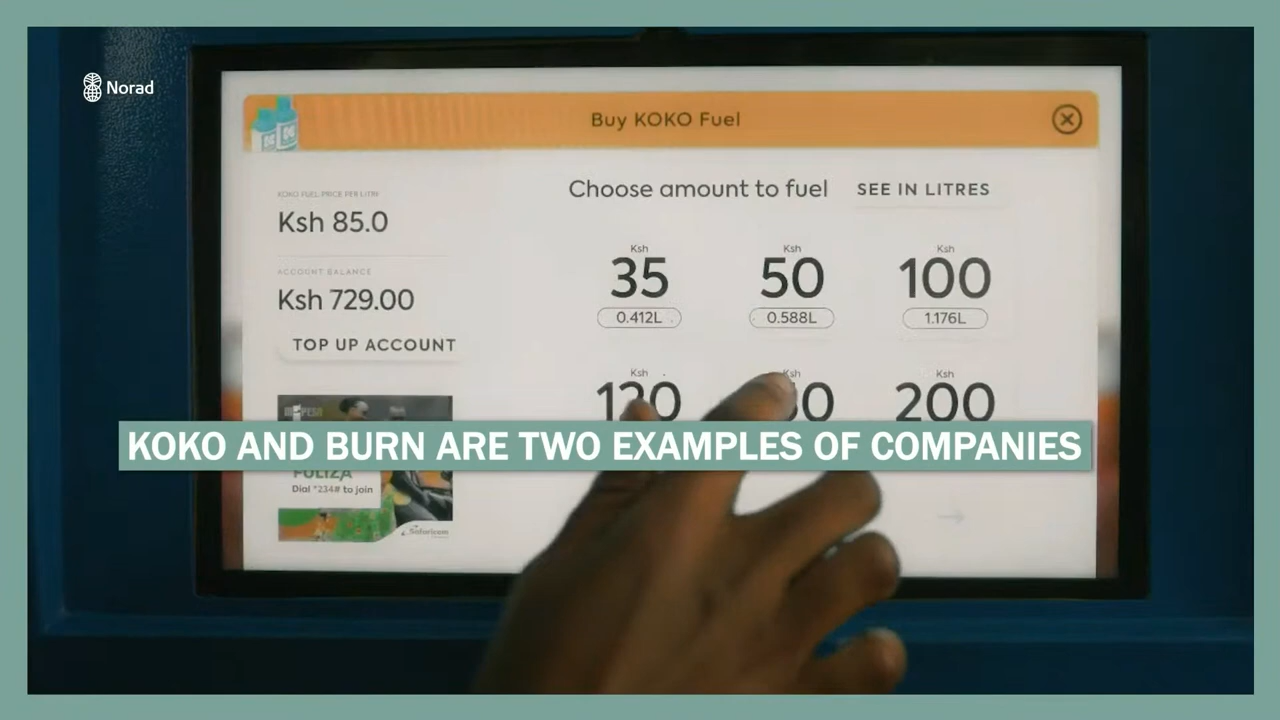 Norad
Buy KOKO Fuel
KOKO FUEL PRICE PER LITRE
Ksh 85.0
ACCOUNT BALANCE
Ksh 729.00
TOP UP ACCOUNT
Choose amount to fuel
SEE IN LITRES
Ksh
35
0.412L
Ksh
50
0.588L
Ksh
100
1.176L
Ksh
120
Ksh
Ksh
200
KOKO AND BURN ARE TWO EXAMPLES OF COMPANIES
FULIZA
Dial *234# to join
Safaricom